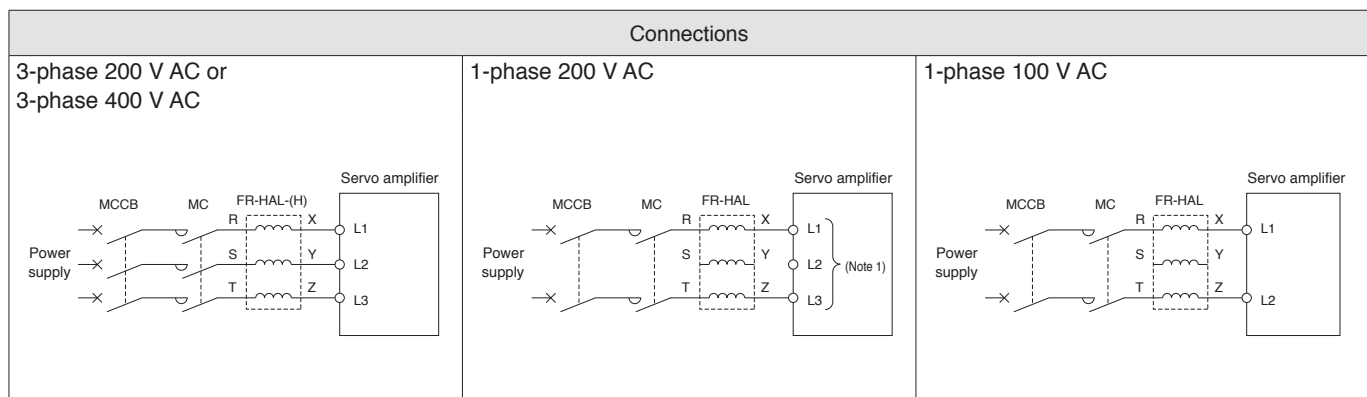 Connections
3-phase 200 V AC or
3-phase 400 V AC
Servo amplifier
MCCB
MC
FR-HAL-(H)
R
X
L1
Power
supply
S
Y
L2
T
Z
L3
1-phase 200 V AC
Servo amplifier
MCCB
MC
FR-HAL
R
X
L1
Power
supply
S
Y
L2
(Note 1)
T
Z
L3
1-phase 100 V AC
Servo amplifier
MCCB
MC
FR-HAL
R
X
L1
Power
supply
S
Y
T
Z
L2